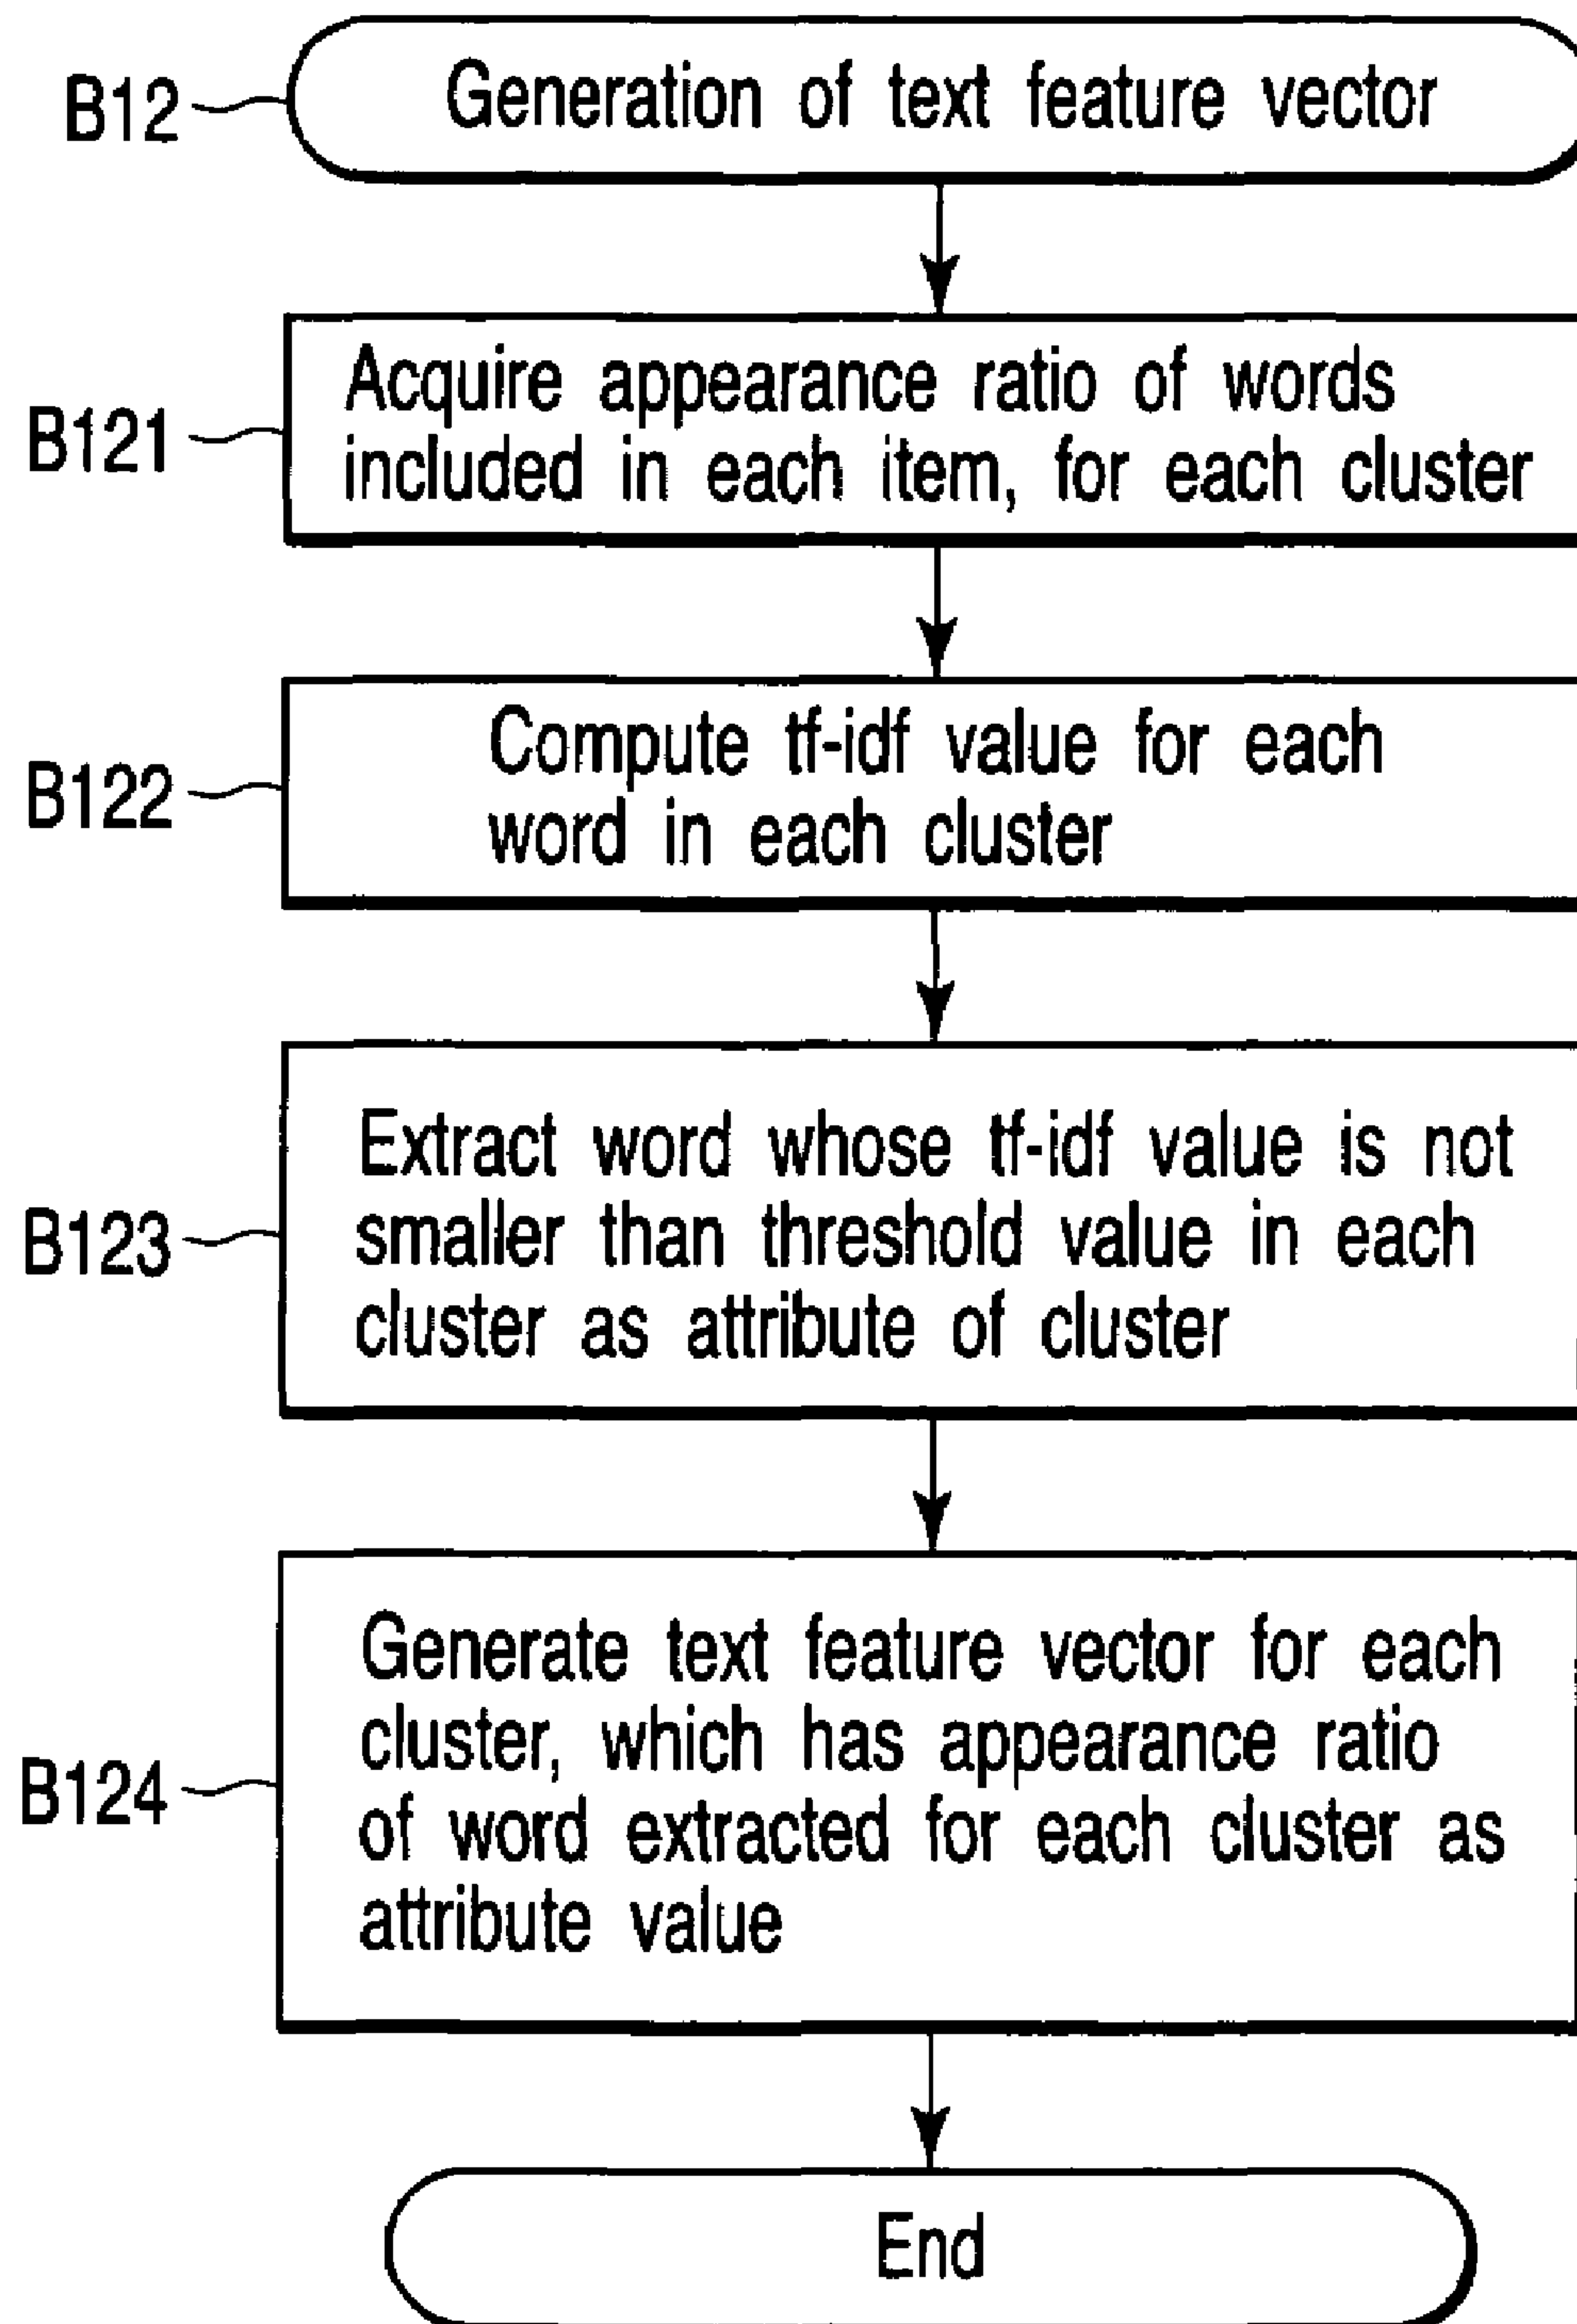 B12
Generation of text feature vector
B121
Acquire appearance ratio of words
included in each item, for each cluster
B122
Compute tf-idf value for each
word in each cluster
B123
Extract word whose tf-idf value is not
smaller than threshold value in each
cluster as attribute of cluster
B124
Generate text feature vector for each
cluster, which has appearance ratio
of word extracted for each cluster as
attribute value
End